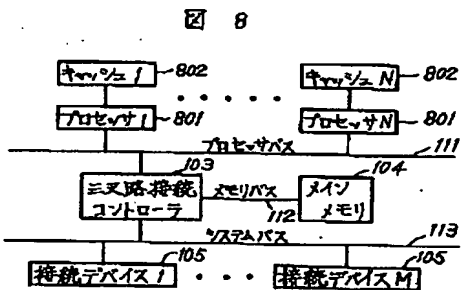 図 8
キャッシュ 1 802 キャッシュ N 802
プロセッサ 1 801 プロセッサ N 801
プロセッサバス 111
103 104
三叉路接続
コントローラ
メモリバス
112
メイン
メモリ
システムバス 113
105 105
接続デバイス 1 接続デバイス M